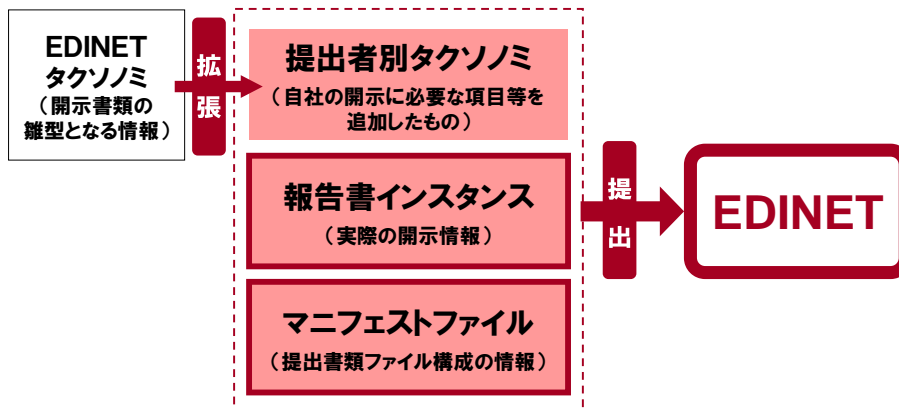 EDINET
タクソノミ
（開示書類の
雛型となる情報）
拡張
提出者別タクソノミ
（自社の開示に必要な項目等を
追加したもの）
報告書インスタンス
（実際の開示情報）
マニフェストファイル
（提出書類ファイル構成の情報）
提出
EDINET